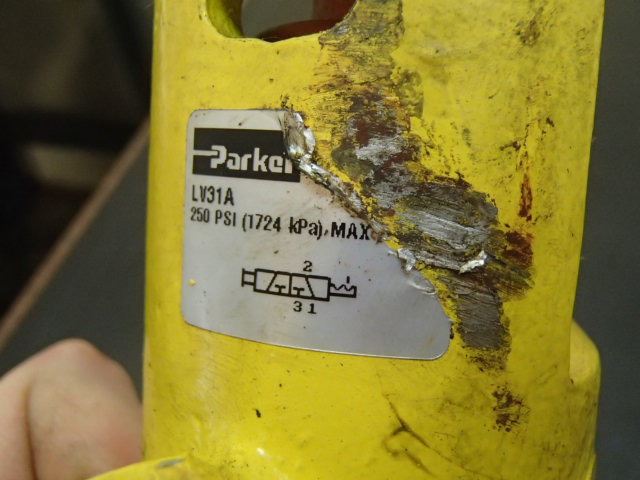 Parker
LV31A
250 PSI (1724 kPa) MAX
2
3 1